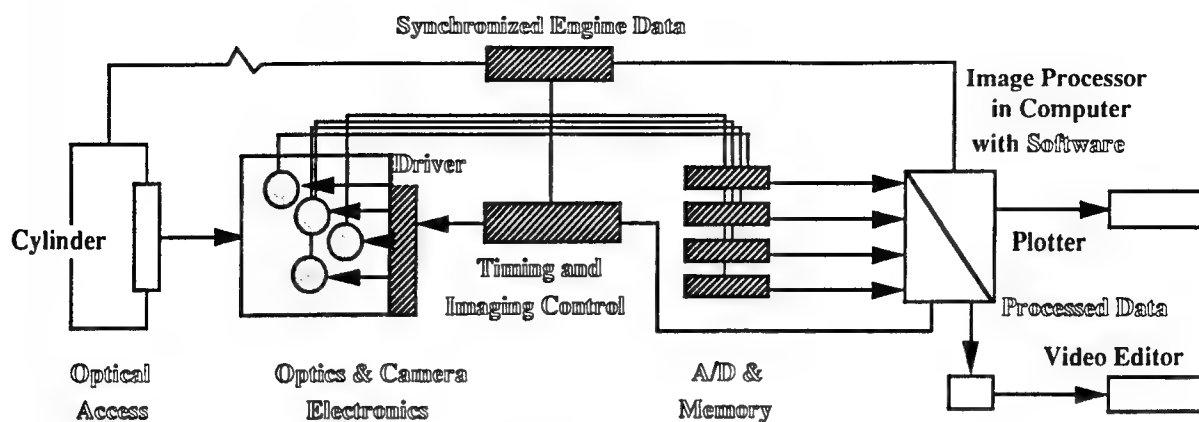 Synchronized Engine Data
Image Processor
in Computer
with Software
Driver
Cylinder
Plotter
Timing and
Imaging Control
Processed Data
Video Editor
Optical
Access
Optics & Camera
Electronics
A/D &
Memory